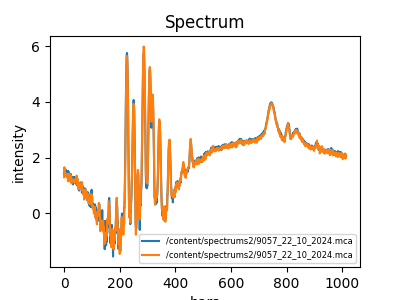 Spectrum
intensity
6
4
2
0
/content/spectrums2/9057_22_10_2024.mca
/content/spectrums2/9057_22_10_2024.mca
0 200 400 600 800 1000